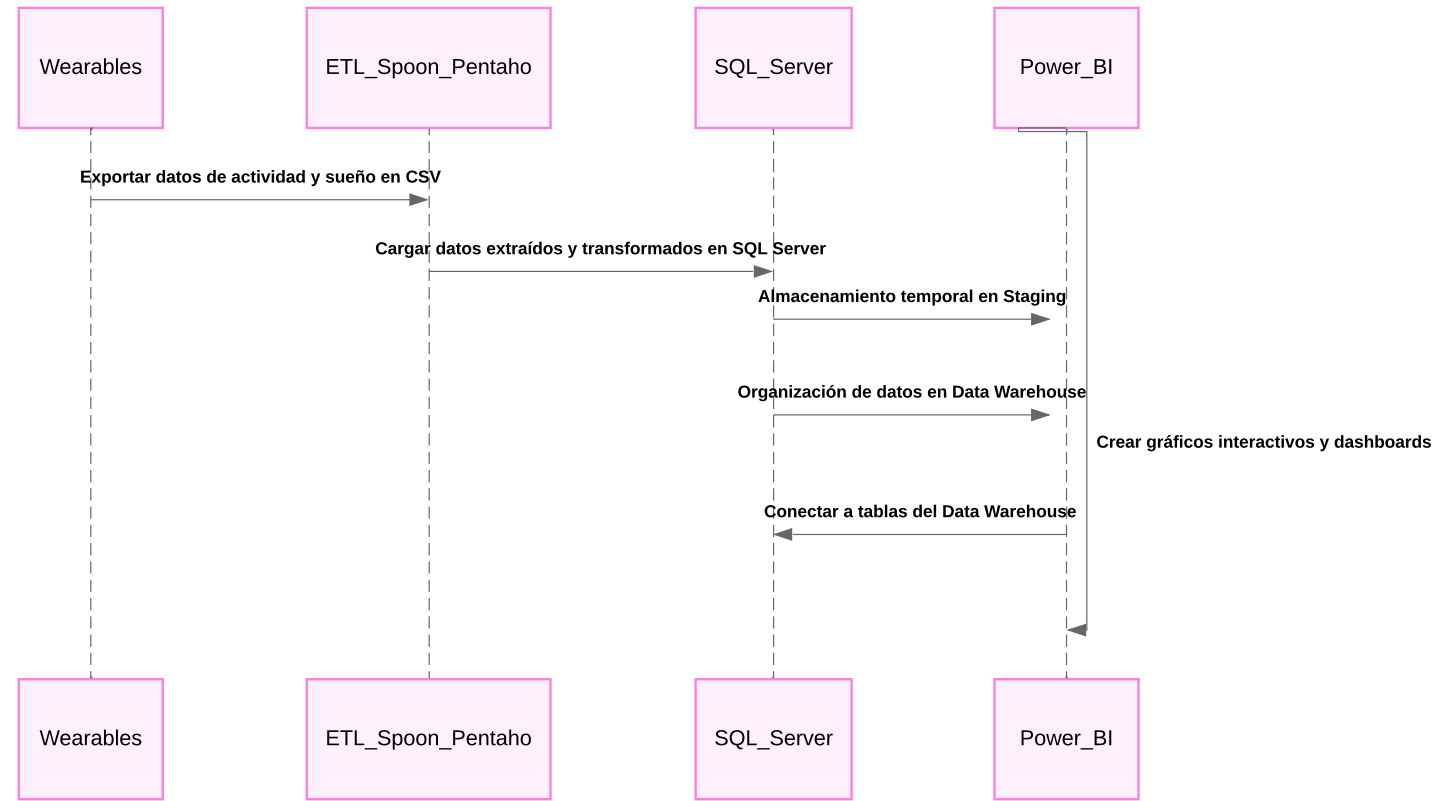 Wearables
ETL_Spoon_Pentaho
SQL_Server
Power_BI
Exportar datos de actividad y sueño en CSV
Cargar datos extraídos y transformados en SQL Server
Almacenamiento temporal en Staging
Organización de datos en Data Warehouse
Crear gráficos interactivos y dashboards
Conectar a tablas del Data Warehouse
Wearables
ETL_Spoon_Pentaho
SQL_Server
Power_BI